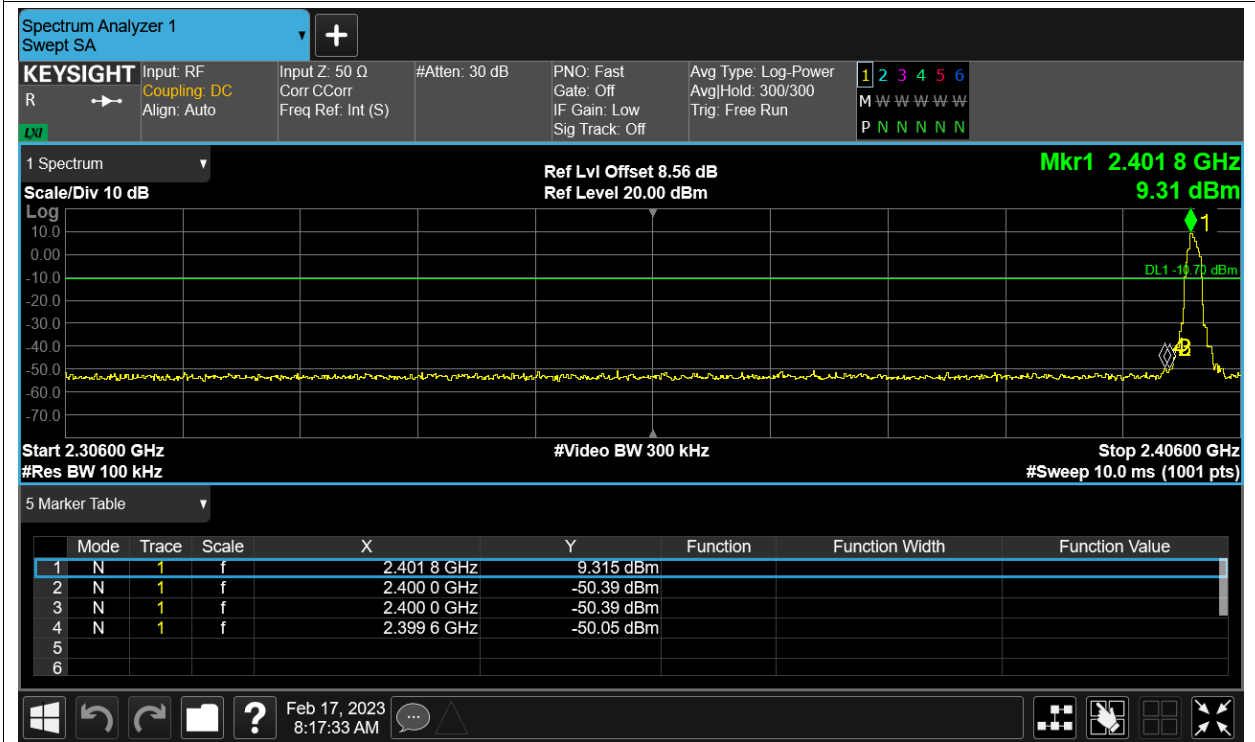 Spectrum Analyzer 1
Swept SA
KEYSIGHT
R
LXI
Input: RF
Coupling: DC
Align: Auto
Input Z: 50 Ω
Corr CCorr
Freq Ref: Int (S)
#Atten: 30 dB
PNO: Fast
Gate: Off
IF Gain: Low
Sig Track: Off
Avg Type: Log-Power
Avg|Hold: 300/300
Trig: Free Run
1 2 3 4 5 6
M W W W W W
P N N N N N
1 Spectrum
Scale/Div 10 dB
Ref Lvl Offset 8.56 dB
Ref Level 20.00 dBm
Mkr1 2.401 8 GHz
9.31 dBm
Log
10.0
0.00
-10.0
-20.0
-30.0
-40.0
-50.0
-60.0
-70.0
1
DL1 -10.70 dBm
Start 2.30600 GHz
#Res BW 100 kHz
#Video BW 300 kHz
Stop 2.40600 GHz
#Sweep 10.0 ms (1001 pts)
5 Marker Table
Mode Trace Scale X Y Function Function Width Function Value
1 N 1 f 2.401 8 GHz 9.315 dBm
2 N 1 f 2.400 0 GHz -50.39 dBm
3 N 1 f 2.400 0 GHz -50.39 dBm
4 N 1 f 2.399 6 GHz -50.05 dBm
5
6
?
Feb 17, 2023
8:17:33 AM